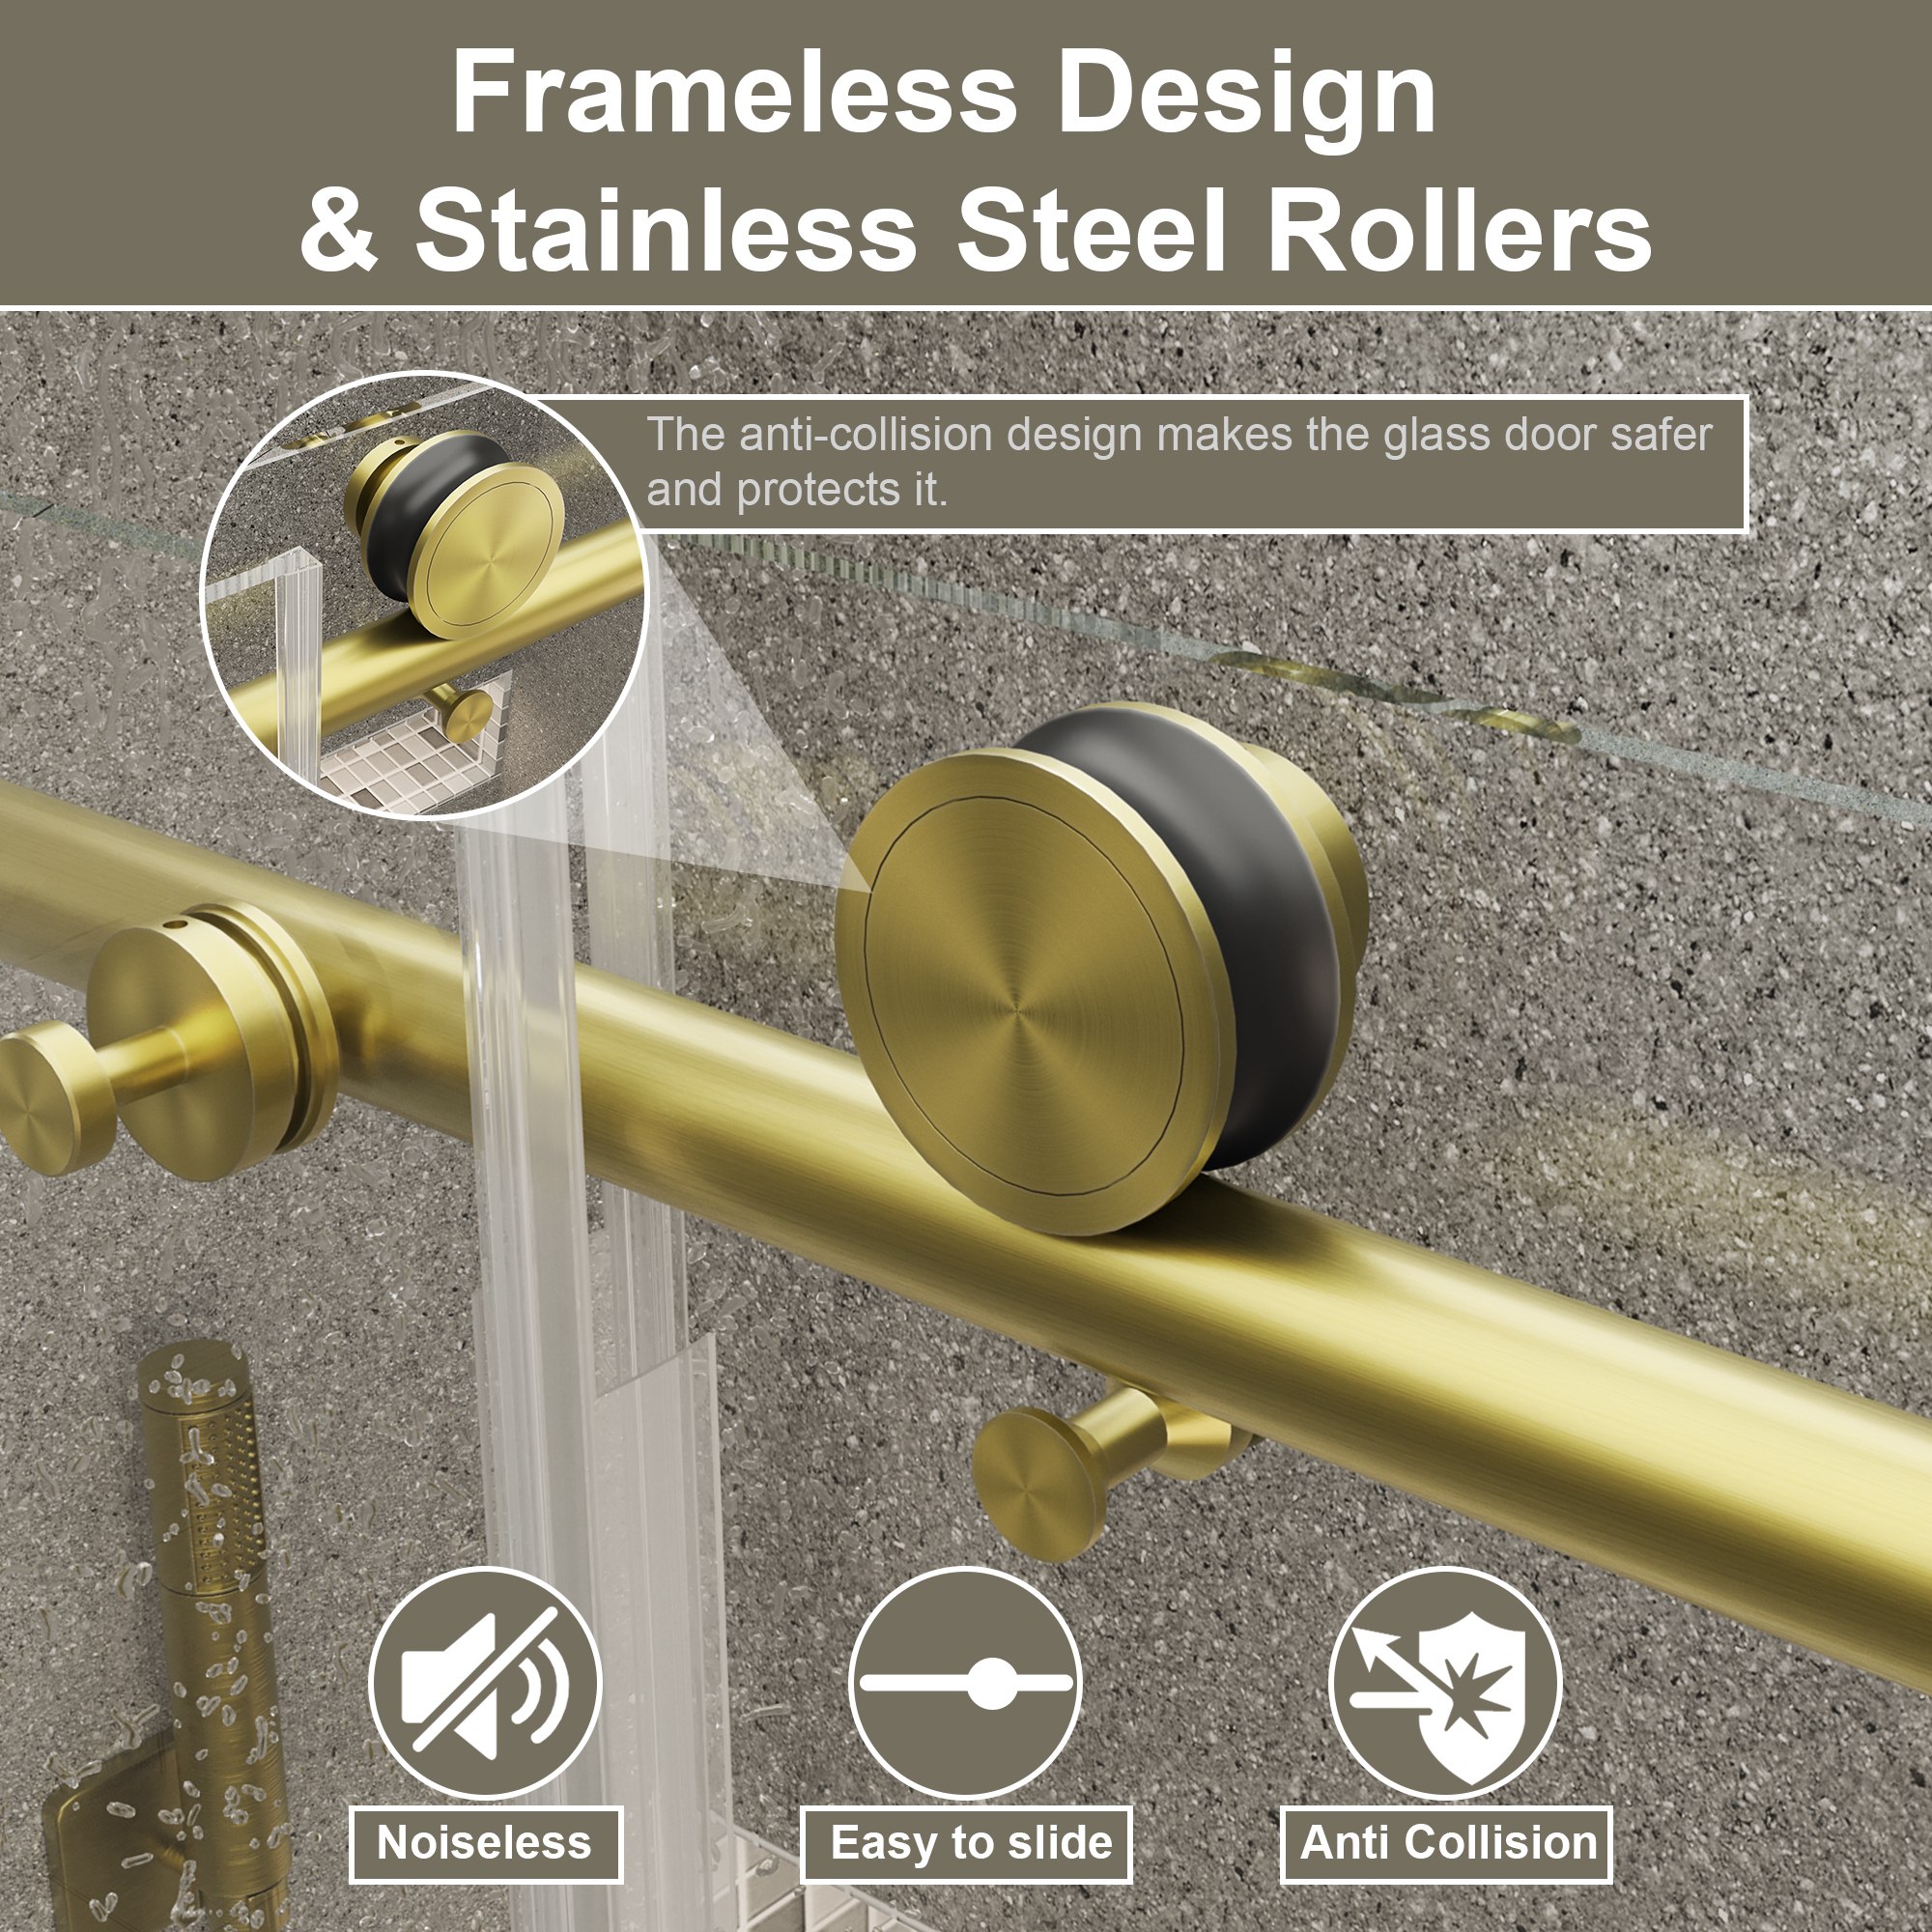 Frameless Design
& Stainless Steel Rollers
The anti-collision design makes the glass door safer
and protects it.
Noiseless
Easy to slide
Anti Collision